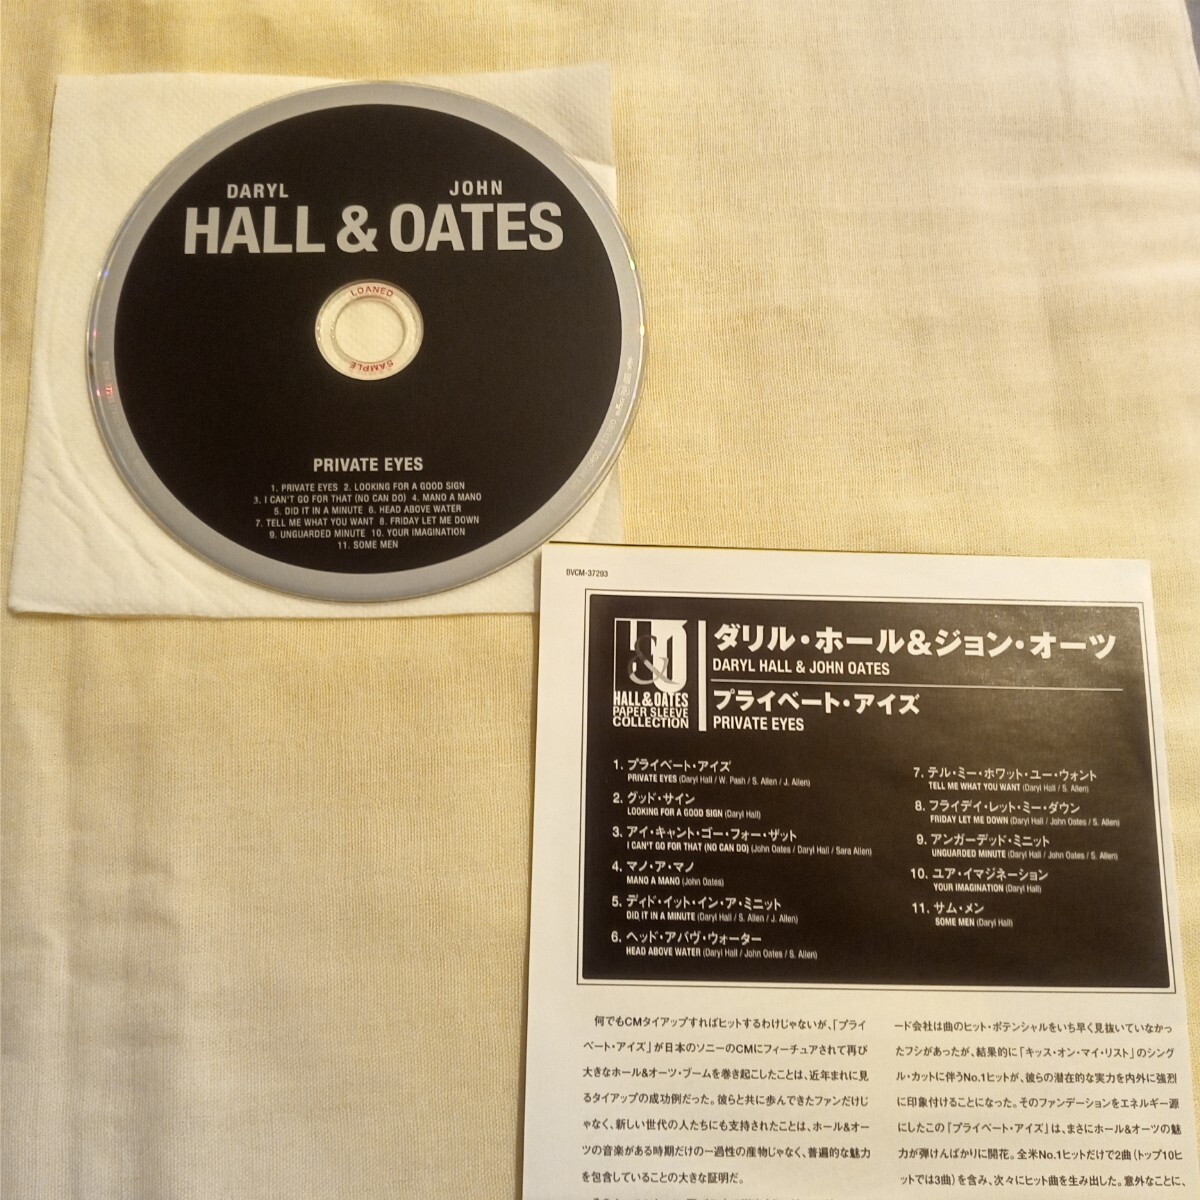 DARYL JOHN
HALL & OATES
LOANED
SAMPLE
PRIVATE EYES
1. PRIVATE EYES 2. LOOKING FOR A GOOD SIGN
3. I CAN'T GO FOR THAT (NO CAN DO) 4. MANO A MANO
5. DID IT IN A MINUTE 6. HEAD ABOVE WATER
7. TELL ME WHAT YOU WANT 8. FRIDAY LET ME DOWN
9. UNGUARDED MINUTE 10. YOUR IMAGINATION
11. SOME MEN
BVCM-37293
HALL & OATES
PAPER SLEEVE
COLLECTION
ダリル・ホール&ジョン・オーツ
DARYL HALL & JOHN OATES
プライベート・アイズ
PRIVATE EYES
1. プライベート・アイズ
PRIVATE EYES (Daryl Hall / W. Pash / S. Allen / J. Allen)
2. グッド・サイン
LOOKING FOR A GOOD SIGN (Daryl Hall)
3. アイ・キャント・ゴー・フォー・ザット
I CAN'T GO FOR THAT (NO CAN DO) (John Oates / Daryl Hall / Sara Allen)
4. マノ・ア・マノ
MANO A MANO (John Oates)
5. ディド・イット・イン・ア・ミニット
DID IT IN A MINUTE (Daryl Hall / S. Allen / J. Allen)
6. ヘッド・アバヴ・ウォーター
HEAD ABOVE WATER (Daryl Hall / John Oates / S. Allen)
7. テル・ミー・ホワット・ユー・ウォント
TELL ME WHAT YOU WANT (Daryl Hall / S. Allen)
8. フライデイ・レット・ミー・ダウン
FRIDAY LET ME DOWN (Daryl Hall / John Oates / S. Allen)
9. アンガーデッド・ミニット
UNGUARDED MINUTE (Daryl Hall / John Oates / S. Allen)
10. ユア・イマジネーション
YOUR IMAGINATION (Daryl Hall)
11. サム・メン
SOME MEN (Daryl Hall)
何でもCMタイアップすればヒットするわけじゃないが、「プライ
ベート・アイズ」が日本のソニーのCMにフィーチュアされて再び
大きなホール&オーツ・ブームを巻き起こしたことは、近年まれに見
るタイアップの成功例だった。彼らと共に歩んできたファンだけじ
ゃなく、新しい世代の人たちにも支持されたことは、ホール&オー
ツの音楽がある時期だけの一過性の産物じゃなく、普遍的な魅力
を包含していることの大きな証明だ。
ード会社は曲のヒット・ポテンシャルをいち早く見抜いていなかっ
たフシがあったが、結果的に「キッス・オン・マイ・リスト」のシング
ル・カットに伴うNo.1ヒットが、彼らの潜在的な実力を内外に強烈
に印象付けることになった。そのファンデーションをエネルギー源
にしたこの『プライベート・アイズ』は、まさにホール&オーツの魅
力が弾けんばかりに開花。全米No.1ヒットだけで2曲(トップ10ヒ
ットでは3曲)を含み、次々にヒット曲を生み出した。意外なことに、